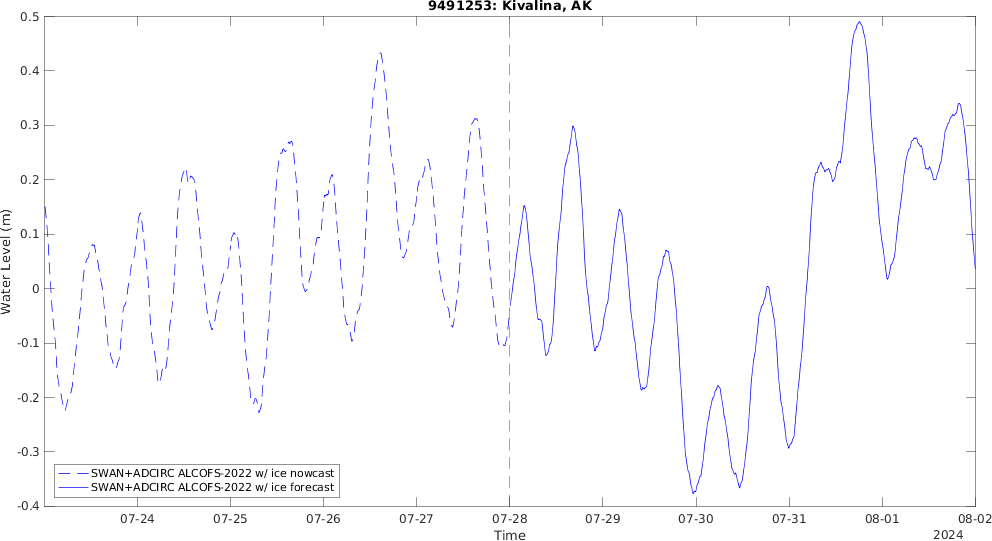 9491253: Kivalina, AK
0.5
0.4
0.3
0.2
0.1
0
-0.1
-0.2
-0.3
-0.4
Water Level (m)
SWAN+ADCIRC ALCOFS-2022 w/ ice nowcast
SWAN+ADCIRC ALCOFS-2022 w/ ice forecast
07-24 07-25 07-26 07-27 07-28 07-29 07-30 07-31 08-01 08-02
Time
2024